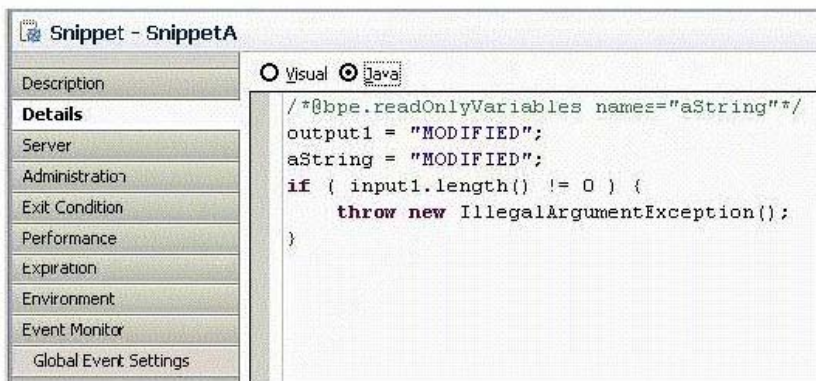 Snippet - SnippetA
Description
Details
Server
Administration
Exit Condition
Performance
Expiration
Environment
Event Monitor
Global Event Settings
Visual Java
/*@bpe.readOnlyVariables names="aString"*/
output1 = "MODIFIED";
aString = "MODIFIED";
if ( input1.length() != 0 ) {
throw new IllegalArgumentException();
}